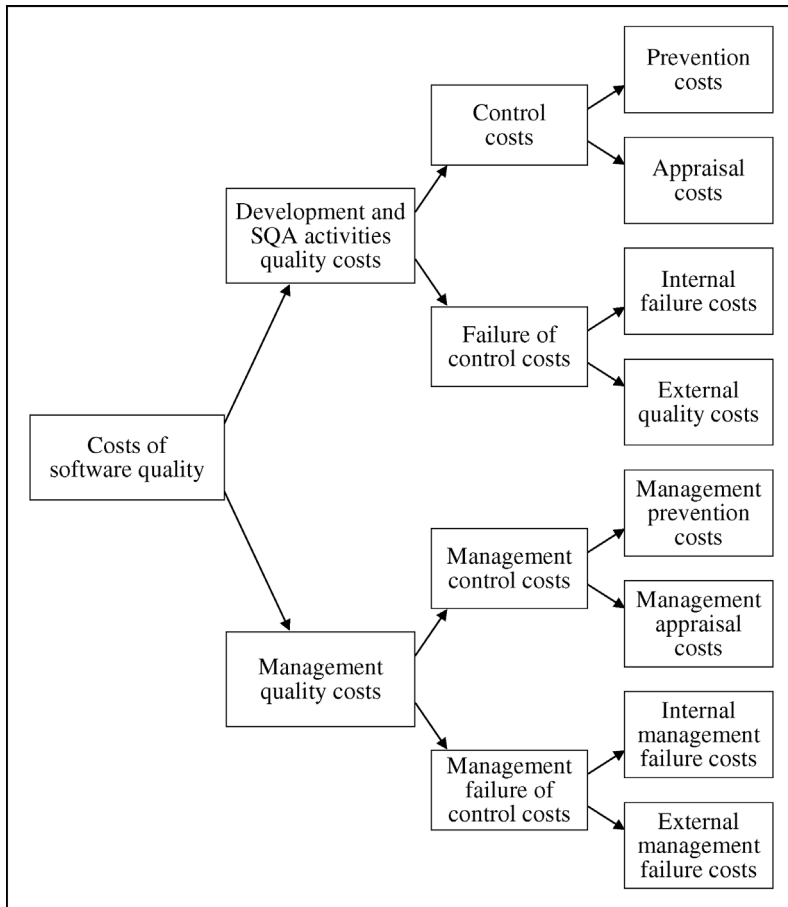 Prevention
costs
Control
costs
Appraisal
costs
Development and
SQA activities
quality costs
Internal
failure costs
Failure of
control costs
External
quality costs
Costs of
software quality
Management
prevention
costs
Management
control costs
Management
appraisal
costs
Management
quality costs
Internal
management
failure costs
Management
failure of
control costs
External
management
failure costs